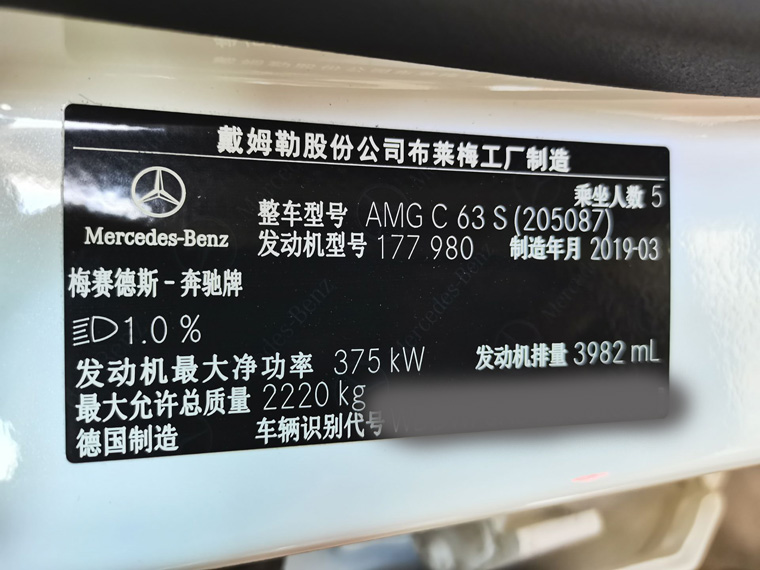 戴姆勒股份公司布莱梅工厂制造
乘坐人数 5
Mercedes-Benz
整车型号 AMG C 63 S (205087)
发动机型号 177 980 制造年月 2019-03
梅赛德斯-奔驰牌
1.0 %
发动机最大净功率 375 kW 发动机排量 3982 mL
最大允许总质量 2220 kg
德国制造 车辆识别代号 W